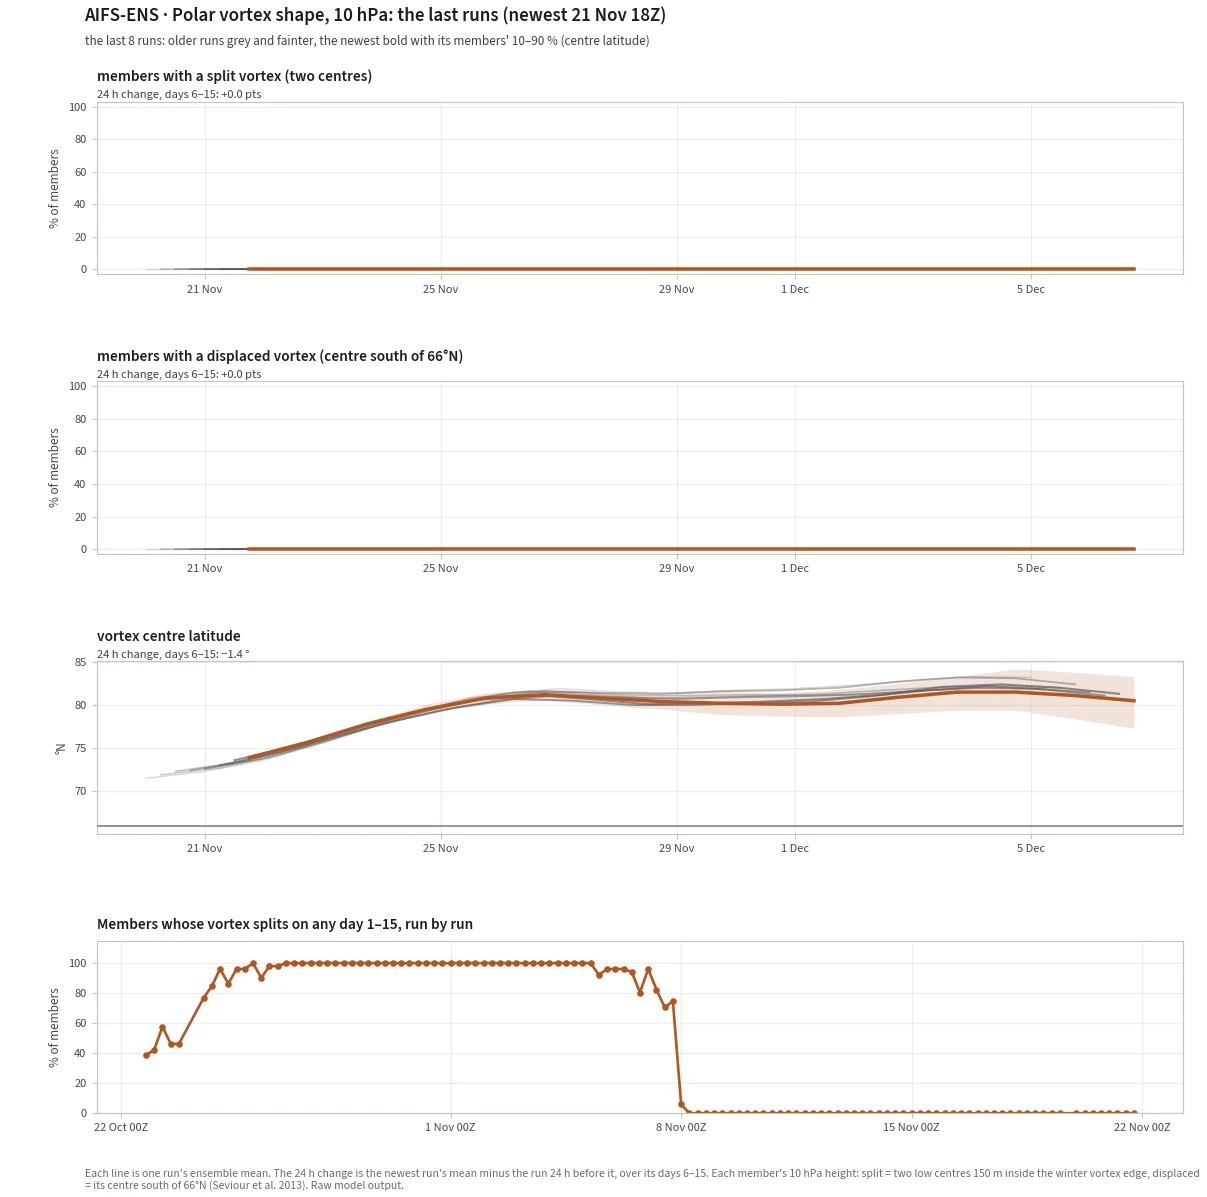 AIFS-ENS · Polar vortex shape, 10 hPa: the last runs (newest 21 Nov 18Z)
the last 8 runs: older runs grey and fainter, the newest bold with its members' 10–90 % (centre latitude)
members with a split vortex (two centres)
24 h change, days 6–15: +0.0 pts
100
80
60
40
20
0
% of members
21 Nov
25 Nov
29 Nov
1 Dec
5 Dec
members with a displaced vortex (centre south of 66°N)
24 h change, days 6–15: +0.0 pts
100
80
60
40
20
0
% of members
21 Nov
25 Nov
29 Nov
1 Dec
5 Dec
vortex centre latitude
24 h change, days 6–15: −1.4 °
85
80
75
70
°N
21 Nov
25 Nov
29 Nov
1 Dec
5 Dec
Members whose vortex splits on any day 1–15, run by run
100
80
60
40
20
0
% of members
22 Oct 00Z
1 Nov 00Z
8 Nov 00Z
15 Nov 00Z
22 Nov 00Z
Each line is one run's ensemble mean. The 24 h change is the newest run's mean minus the run 24 h before it, over its days 6–15. Each member's 10 hPa height: split = two low centres 150 m inside the winter vortex edge, displaced
= its centre south of 66°N (Seviour et al. 2013). Raw model output.